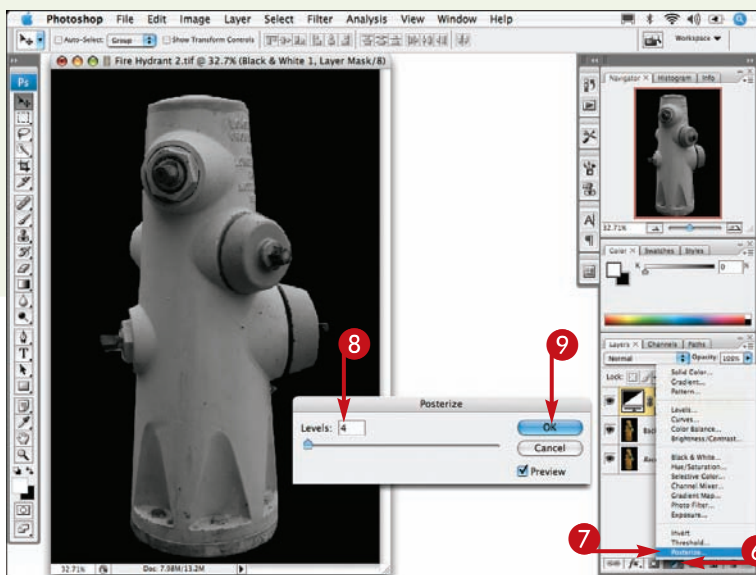 Photoshop File Edit Image Layer Select Filter Analysis View Window Help
Auto-Select: Group Show Transform Controls Workspace ▼
Fire Hydrant 2.tif @ 32.7% (Black & White 1, Layer Mask/8)
Ps
Navigator × Histogram Info
32.71%
Color × Swatches Styles
K 0 %
Layers × Channels Paths
Normal Opacity: 100%
Lock:
Solid Color...
Gradient...
Pattern...
Levels...
Curves...
Color Balance...
Brightness/Contrast...
Black & White...
Hue/Saturation...
Selective Color...
Channel Mixer...
Gradient Map...
Photo Filter...
Exposure...
Invert
Threshold...
Posterize...
8 9
Posterize
Levels: 4 OK
Cancel
Preview
7 6
32.71% Doc: 7.98M/13.2M